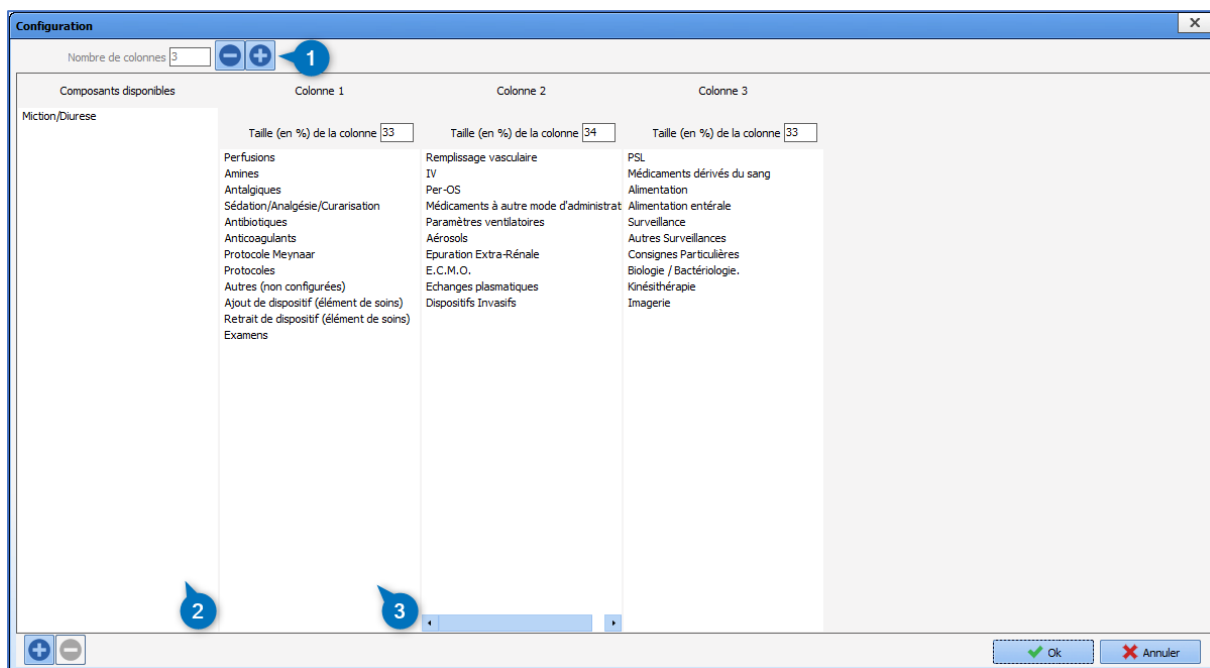 Configuration
Nombre de colonnes 3
1
Composants disponibles
Colonne 1
Colonne 2
Colonne 3
Miction/Diurese
Taille (en %) de la colonne 33
Taille (en %) de la colonne 34
Taille (en %) de la colonne 33
Perfusions
Amines
Antalgiques
Sédation/Analgésie/Curarisation
Antibiotiques
Anticoagulants
Protocole Meynaar
Protocoles
Autres (non configurées)
Ajout de dispositif (élément de soins)
Retrait de dispositif (élément de soins)
Examens
Remplissage vasculaire
IV
Per-OS
Médicaments à autre mode d'administrat
Paramètres ventilatoires
Aérosols
Epuration Extra-Rénale
E.C.M.O.
Echanges plasmatiques
Dispositifs Invasifs
PSL
Médicaments dérivés du sang
Alimentation
Alimentation entérale
Surveillance
Autres Surveillances
Consignes Particulières
Biologie / Bactériologie.
Kinésithérapie
Imagerie
2
3
Ok
Annuler